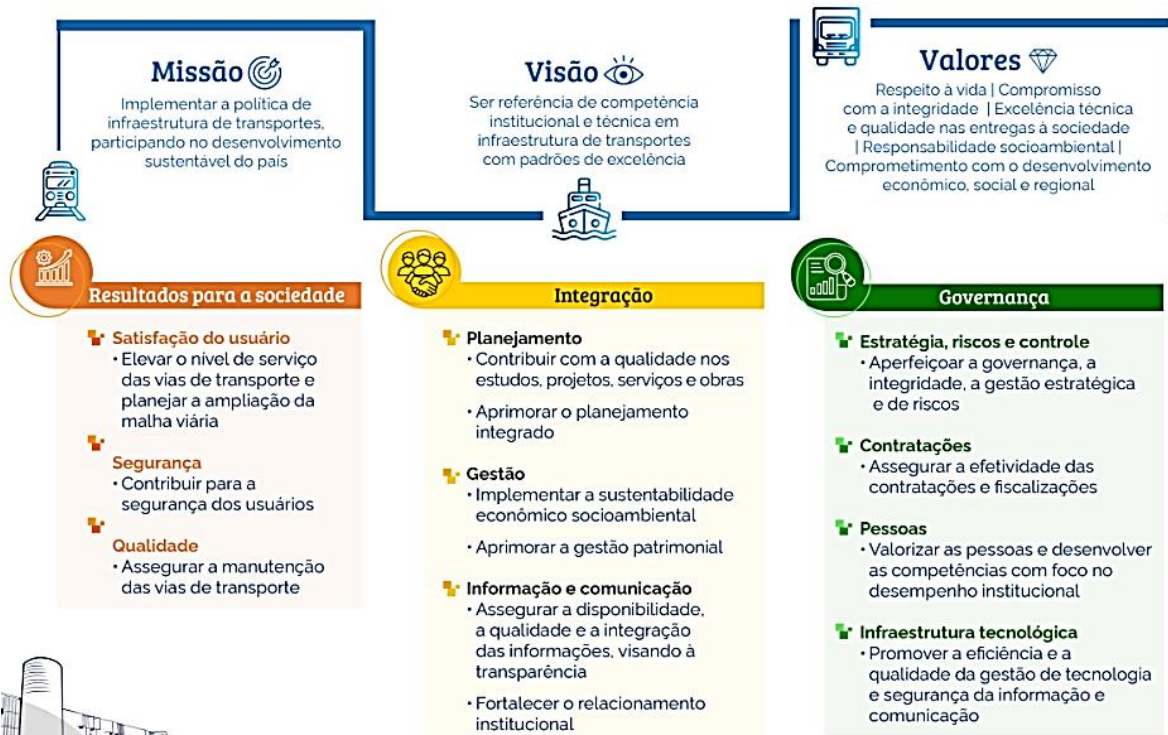 Missão
Implementar a política de
infraestrutura de transportes,
participando no desenvolvimento
sustentável do país
Visão
Ser referência de competência
institucional e técnica em
infraestrutura de transportes
com padrões de excelência
Valores
Respeito à vida | Compromisso
com a integridade | Excelência técnica
e qualidade nas entregas à sociedade
| Responsabilidade socioambiental |
Comprometimento com o desenvolvimento
econômico, social e regional
Resultados para a sociedade
Satisfação do usuário
• Elevar o nível de serviço
das vias de transporte e
planejar a ampliação da
malha viária
Segurança
• Contribuir para a
segurança dos usuários
Qualidade
• Assegurar a manutenção
das vias de transporte
Integração
Planejamento
• Contribuir com a qualidade nos
estudos, projetos, serviços e obras
• Aprimorar o planejamento
integrado
Gestão
• Implementar a sustentabilidade
econômico socioambiental
• Aprimorar a gestão patrimonial
Informação e comunicação
• Assegurar a disponibilidade,
a qualidade e a integração
das informações, visando à
transparência
• Fortalecer o relacionamento
institucional
Governança
Estratégia, riscos e controle
• Aperfeiçoar a governança, a
integridade, a gestão estratégica
e de riscos
Contratações
• Assegurar a efetividade das
contratações e fiscalizações
Pessoas
• Valorizar as pessoas e desenvolver
as competências com foco no
desempenho institucional
Infraestrutura tecnológica
• Promover a eficiência e a
qualidade da gestão de tecnologia
e segurança da informação e
comunicação